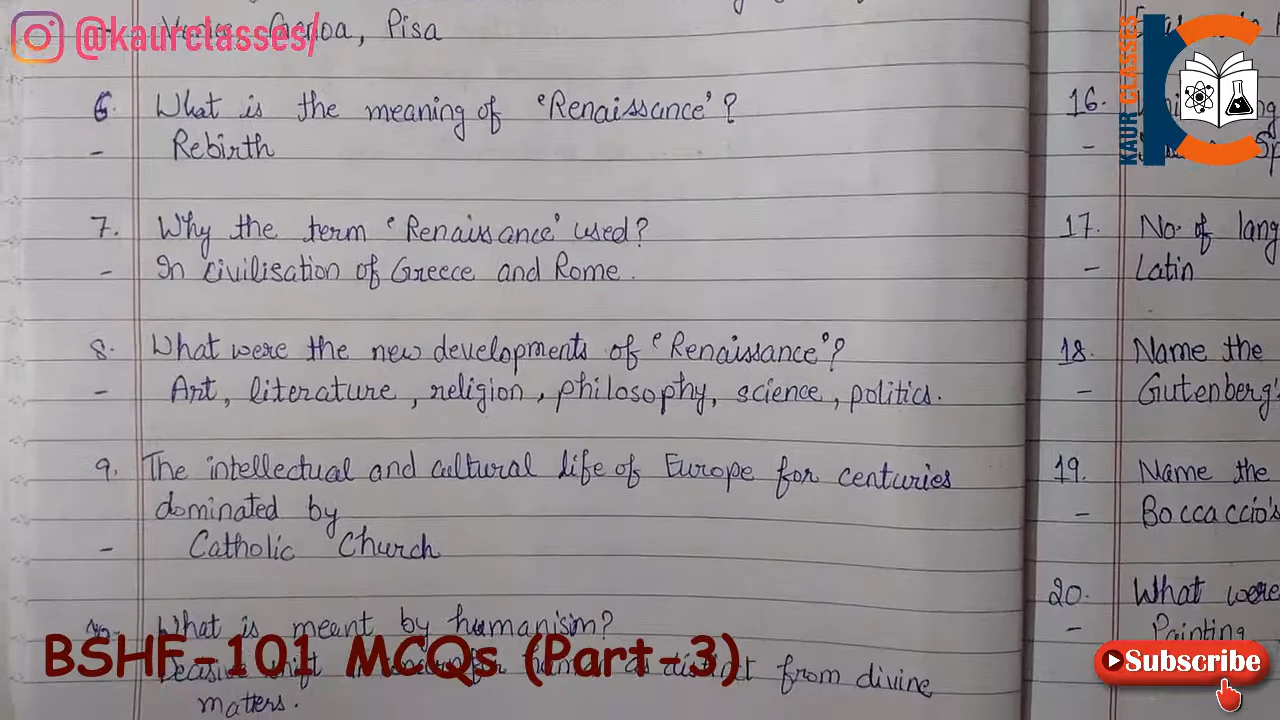 @kaurclasses/
Pisa
6. What is the meaning of 'Renaissance'?
- Rebirth
7. Why the term 'Renaissance' used?
- In civilisation of Greece and Rome.
8. What were the new developments of 'Renaissance'?
- Art, literature, religion, philosophy, science, politics.
9. The intellectual and cultural life of Europe for centuries
dominated by
- Catholic Church
What is meant by humanism?
from divine
matters.
16.
-
17. No. of lang
- Latin
18. Name the
- Gutenberg's
19. Name the
- Boccaccio's
20. What were
- Painting
KAUR CLASSES
BSHF-101 MCQs (Part-3)
Subscribe